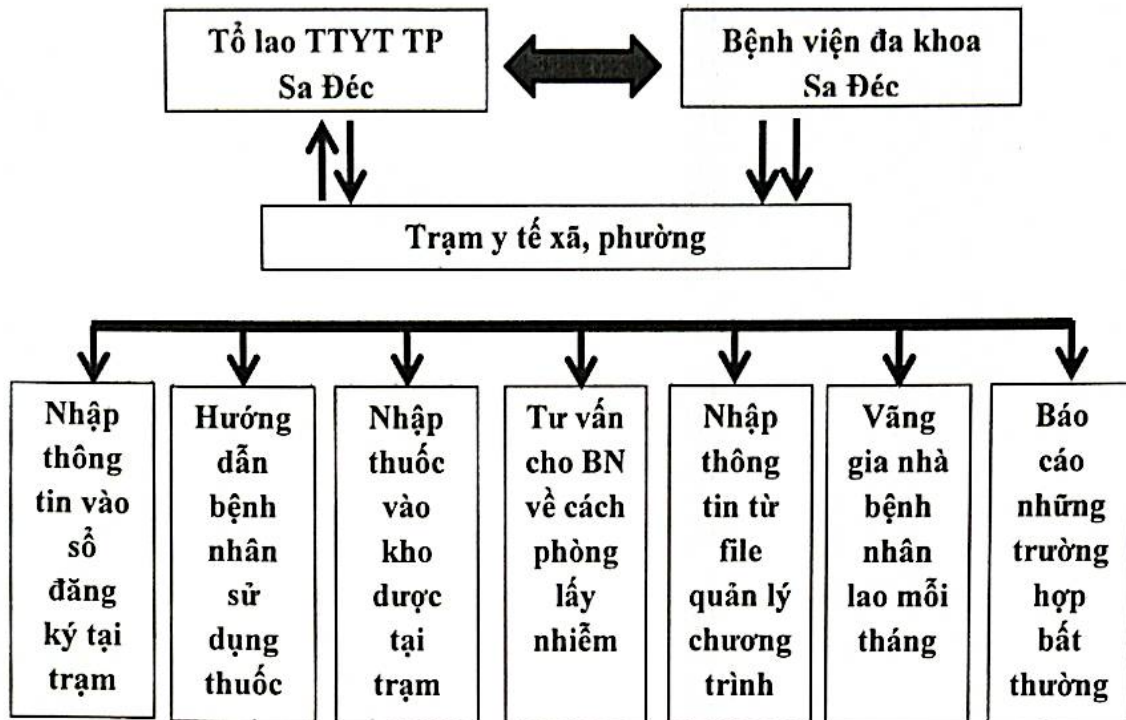 Tổ lao TTYT TP
Sa Đéc
Bệnh viện đa khoa
Sa Đéc
Trạm y tế xã, phường
Nhập
thông
tin vào
sổ
đăng
ký tại
trạm
Hướng
dẫn
bệnh
nhân
sử
dụng
thuốc
Nhập
thuốc
vào
kho
dược
tại
trạm
Tư vấn
cho BN
về cách
phòng
lấy
nhiễm
Nhập
thông
tin từ
file
quản lý
chương
trình
Vãng
gia nhà
bệnh
nhân
lao mỗi
tháng
Báo
cáo
những
trường
hợp
bất
thường